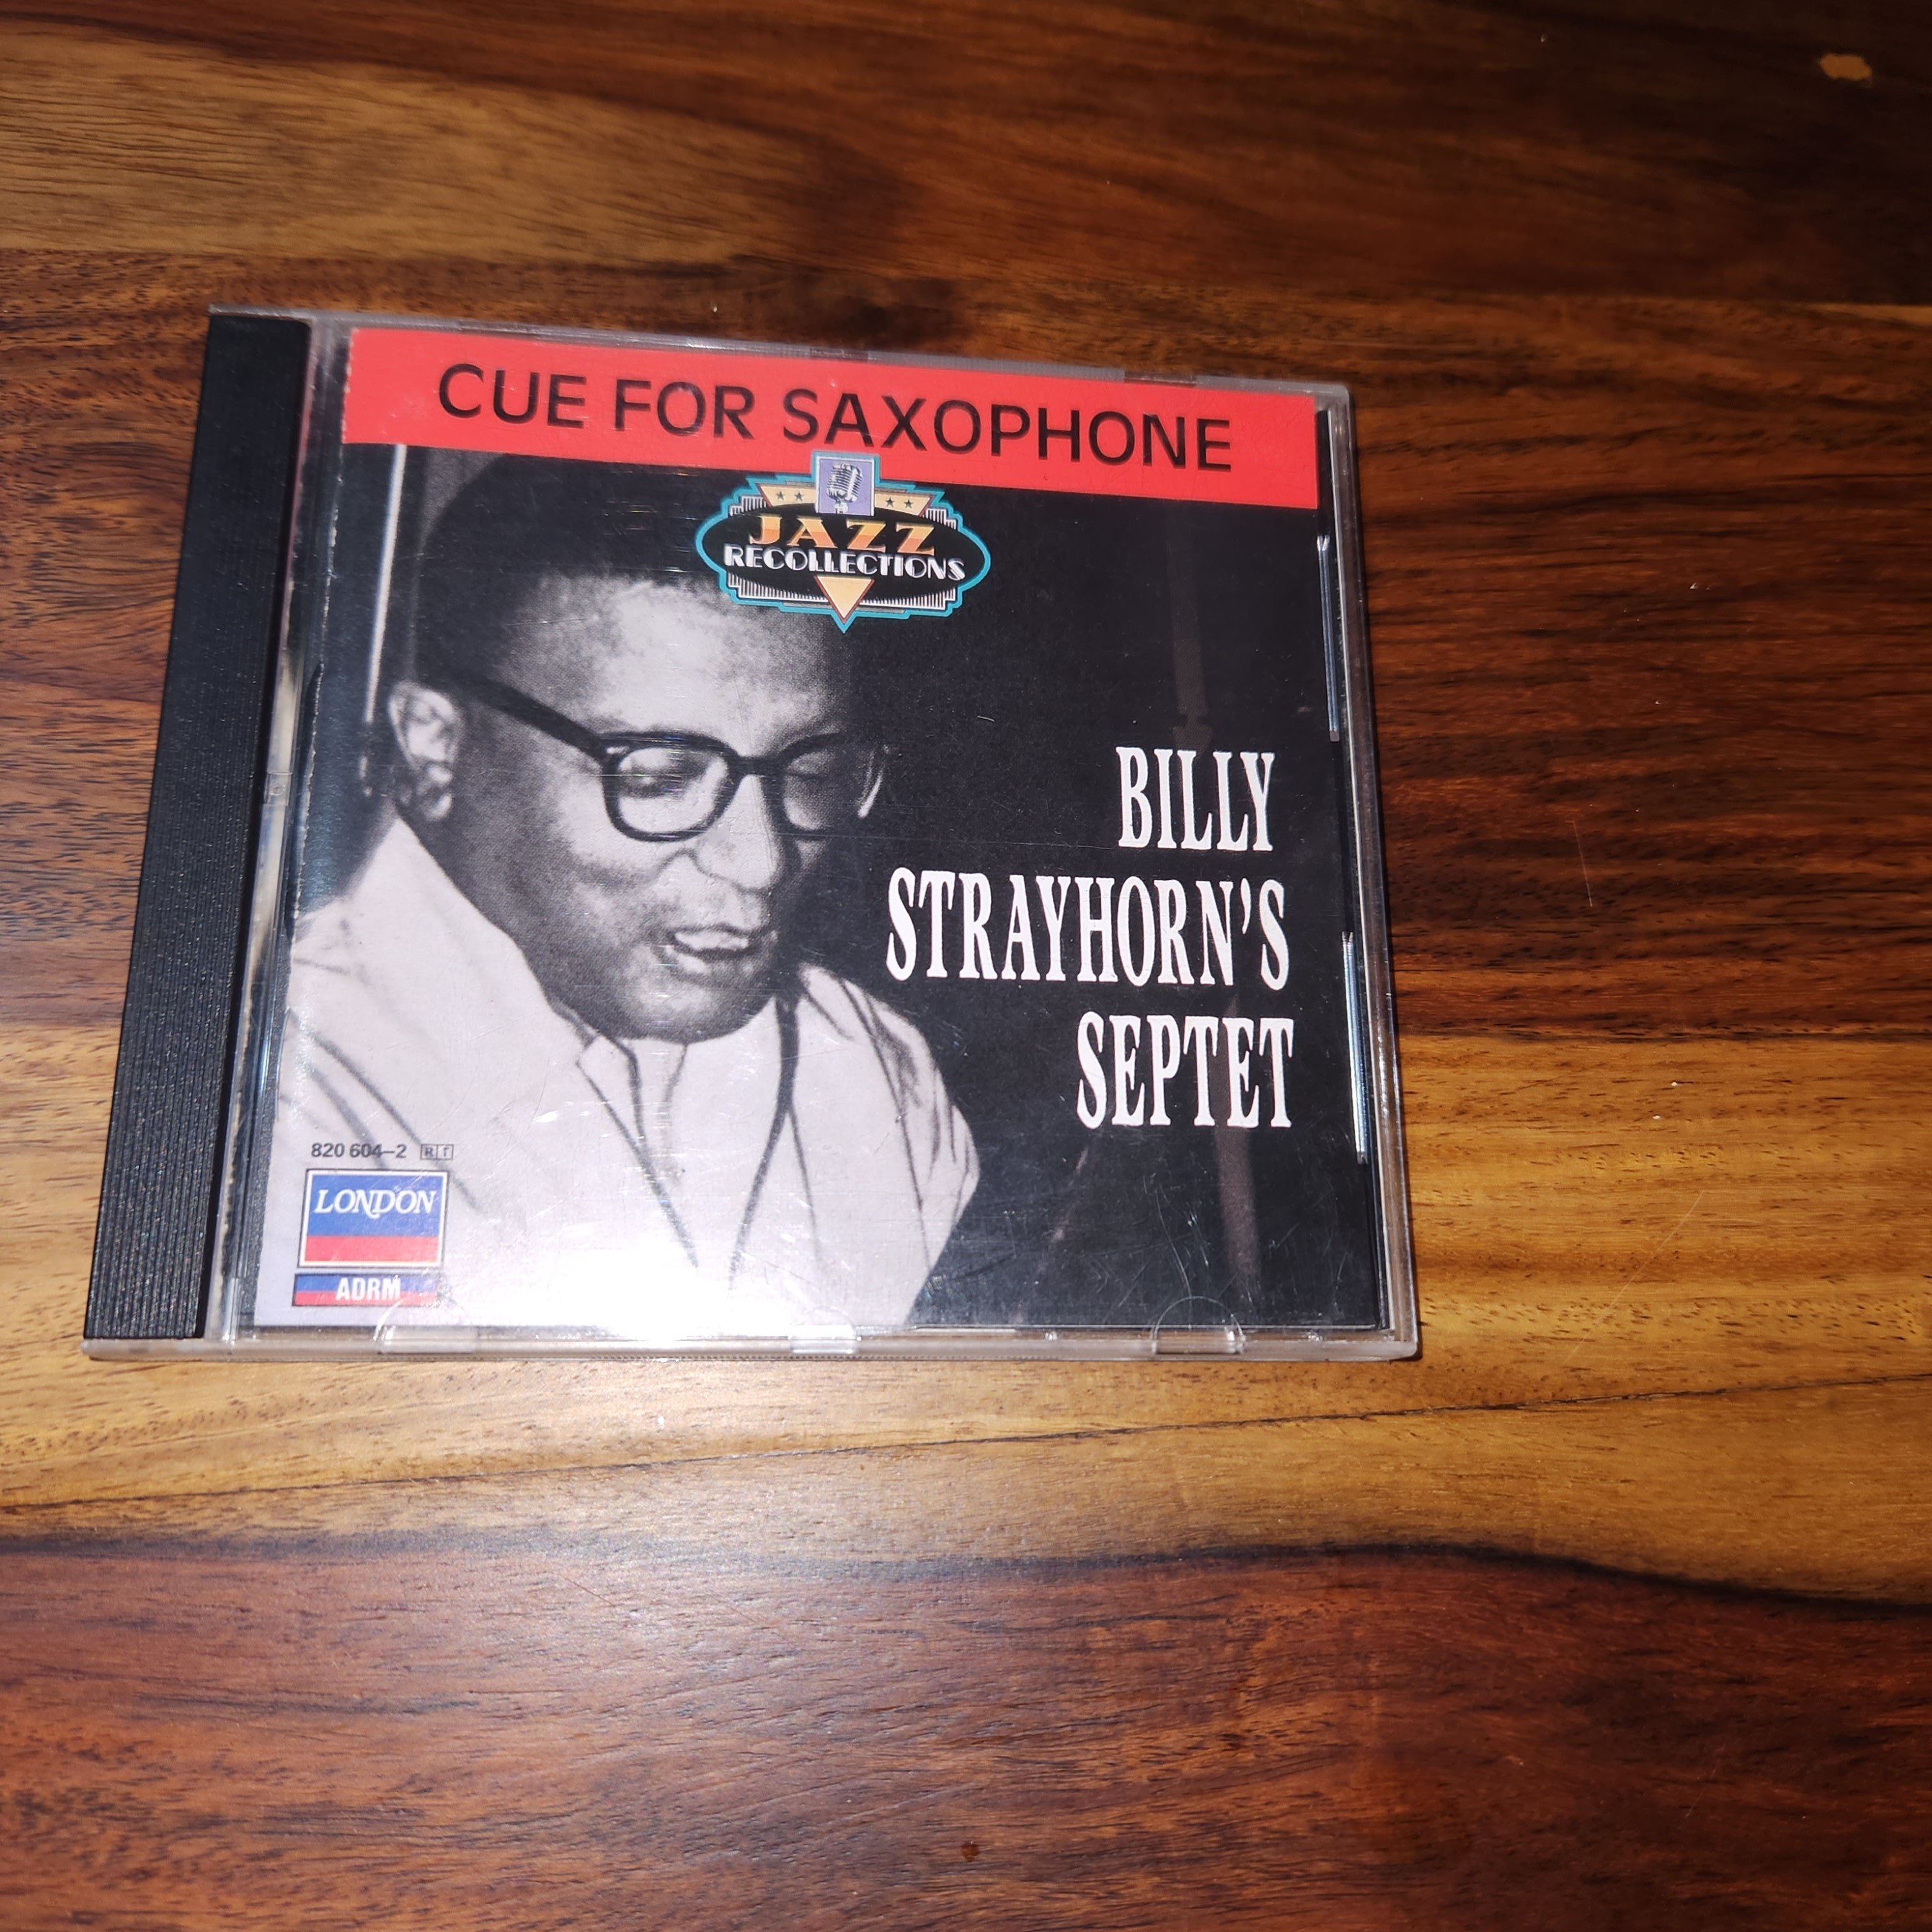 CUE FOR SAXOPHONE
JAZZ
RECOLLECTIONS
BILLY
STRAYHORN'S
SEPTET
820 604-2 R f
LONDON
ADRM